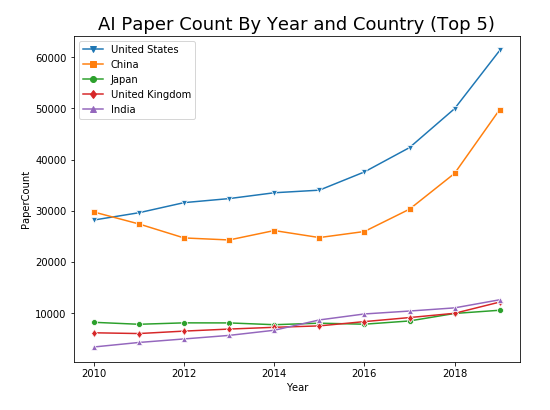 AI Paper Count By Year and Country (Top 5)
United States
China
Japan
United Kingdom
India
PaperCount
60000
50000
40000
30000
20000
10000
2010
2012
2014
2016
2018
Year